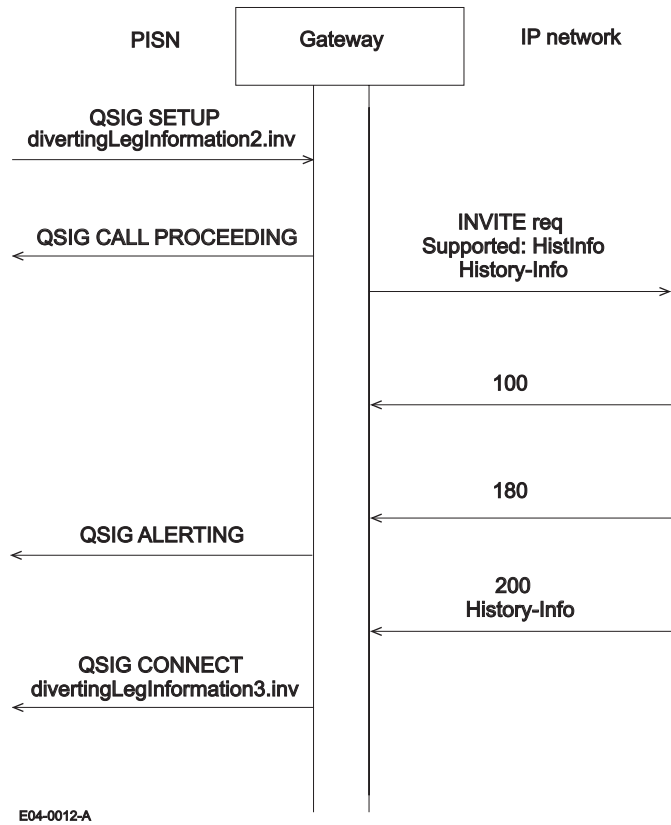 PISN
Gateway
IP network
QSIG SETUP
divertingLegInformation2.inv
QSIG CALL PROCEEDING
INVITE req
Supported: HistInfo
History-Info
100
180
QSIG ALERTING
200
History-Info
QSIG CONNECT
divertingLegInformation3.inv
E04-0012-A